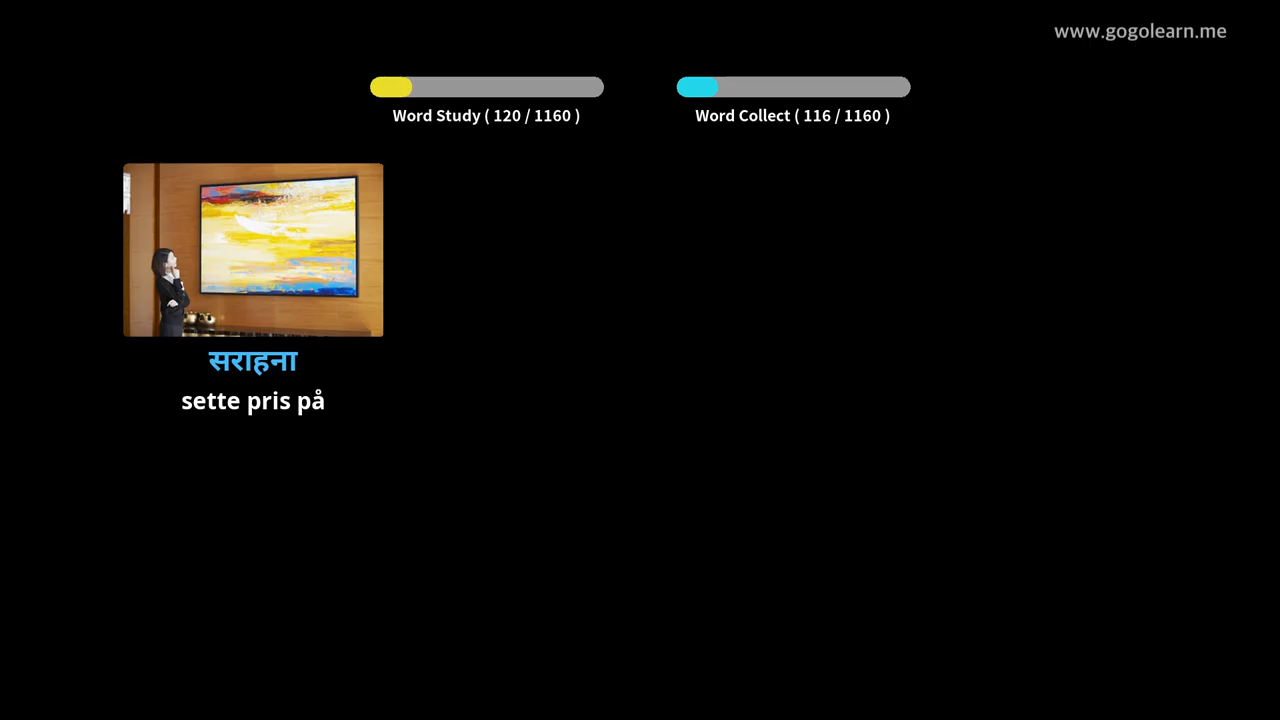 www.gogolearn.me
Word Study ( 120 / 1160 )
Word Collect ( 116 / 1160 )
सराहना
sette pris på